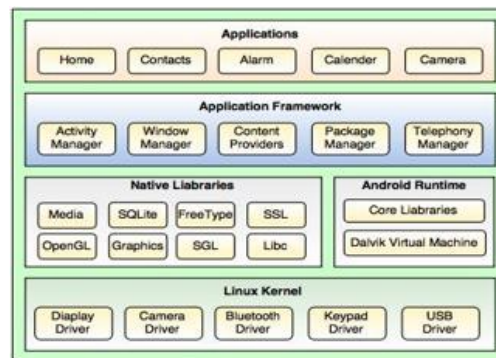 Applications
Home Contacts Alarm Calender Camera
Application Framework
Activity Manager
Window Manager
Content Providers
Package Manager
Telephony Manager
Native Liabraries
Media SQLite FreeType SSL
OpenGL Graphics SGL Libc
Android Runtime
Core Liabraries
Dalvik Virtual Machine
Linux Kernel
Diaplay Driver
Camera Driver
Bluetooth Driver
Keypad Driver
USB Driver